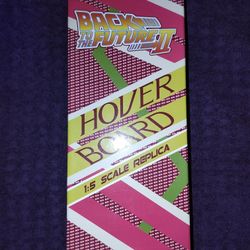 BACK
TO THE
FUTURE II
HOVER
BOARD
1:5 SCALE REPLICA